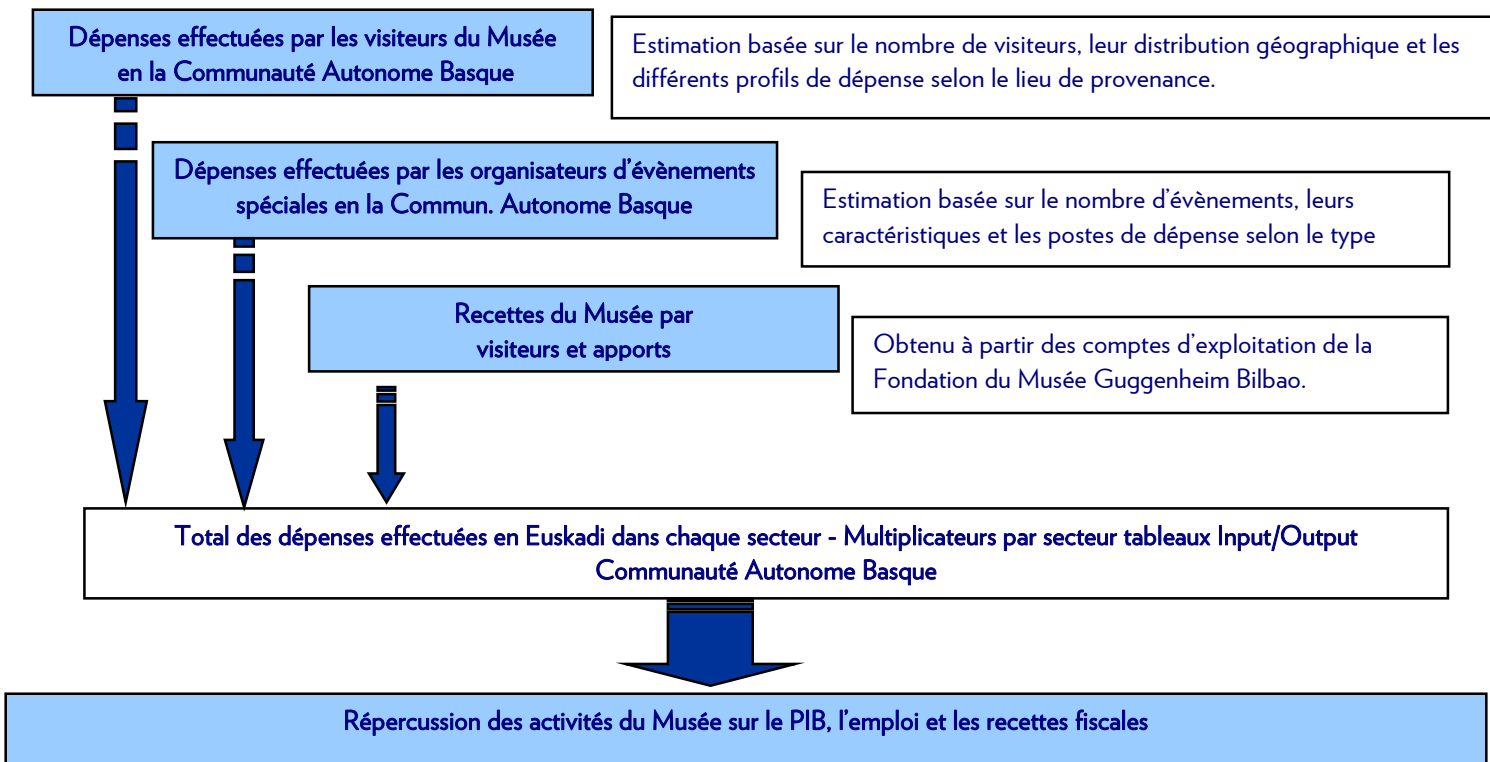 Dépenses effectuées par les visiteurs du Musée
en la Communauté Autonome Basque
Estimation basée sur le nombre de visiteurs, leur distribution géographique et les
différents profils de dépense selon le lieu de provenance.
Dépenses effectuées par les organisateurs d'évènements
spéciales en la Commun. Autonome Basque
Estimation basée sur le nombre d'évènements, leurs
caractéristiques et les postes de dépense selon le type
Recettes du Musée par
visiteurs et apports
Obtenu à partir des comptes d'exploitation de la
Fondation du Musée Guggenheim Bilbao.
Total des dépenses effectuées en Euskadi dans chaque secteur - Multiplicateurs par secteur tableaux Input/Output
Communauté Autonome Basque
Répercussion des activités du Musée sur le PIB, l'emploi et les recettes fiscales